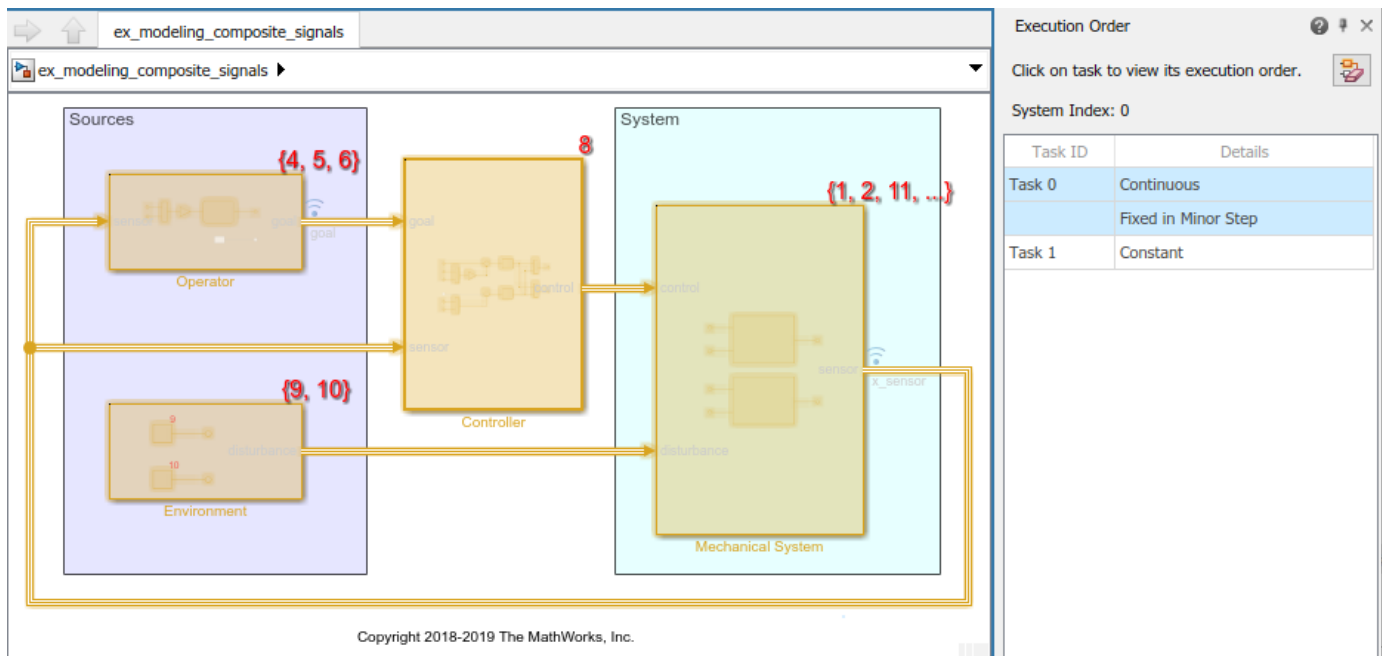 ex_modeling_composite_signals
ex_modeling_composite_signals
Sources
{4, 5, 6}
sensor
goal
goal
Operator
{9, 10}
9
10
disturbance
Environment
8
goal
control
sensor
Controller
System
{1, 2, 11, ...}
control
sensor
x_sensor
disturbance
Mechanical System
Copyright 2018-2019 The MathWorks, Inc.
Execution Order
Click on task to view its execution order.
System Index: 0
Task ID Details
Task 0 Continuous
Fixed in Minor Step
Task 1 Constant